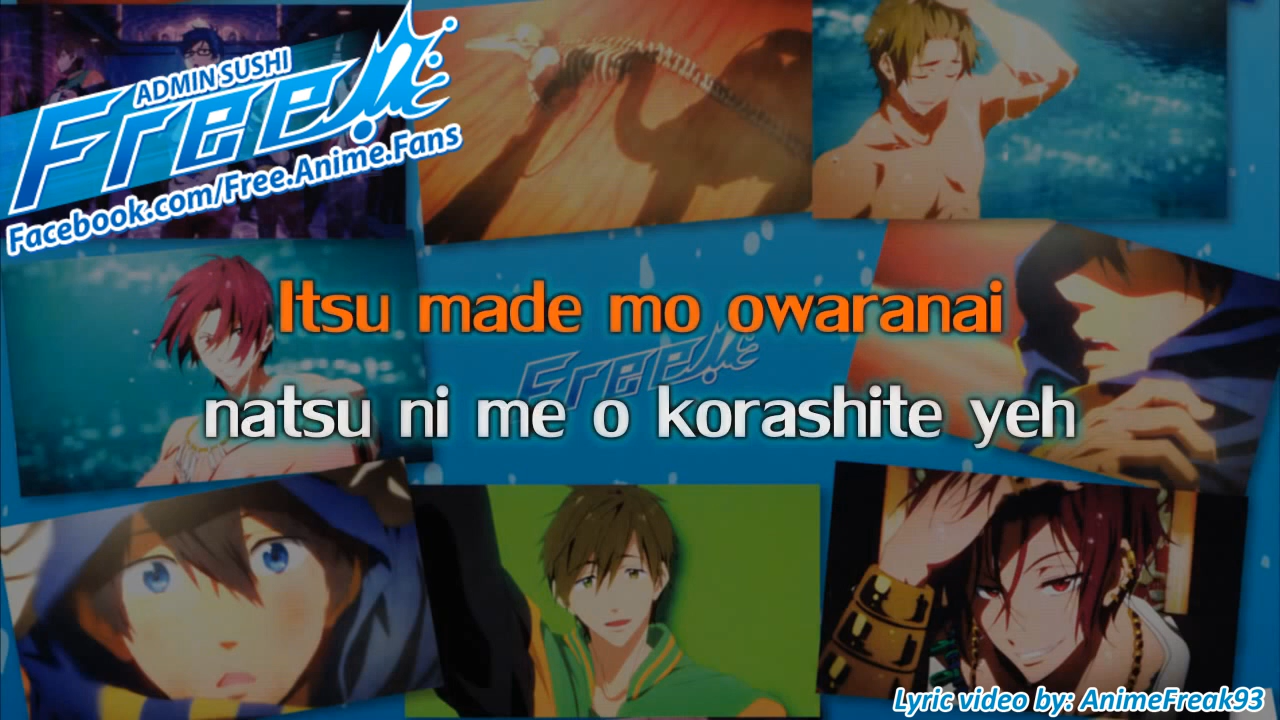 ADMIN SUSHI
Free!
Facebook.com/Free.Anime.Fans
Itsu made mo owaranai
Free!
natsu ni me o korashite yeh
Lyric video by: AnimeFreak93